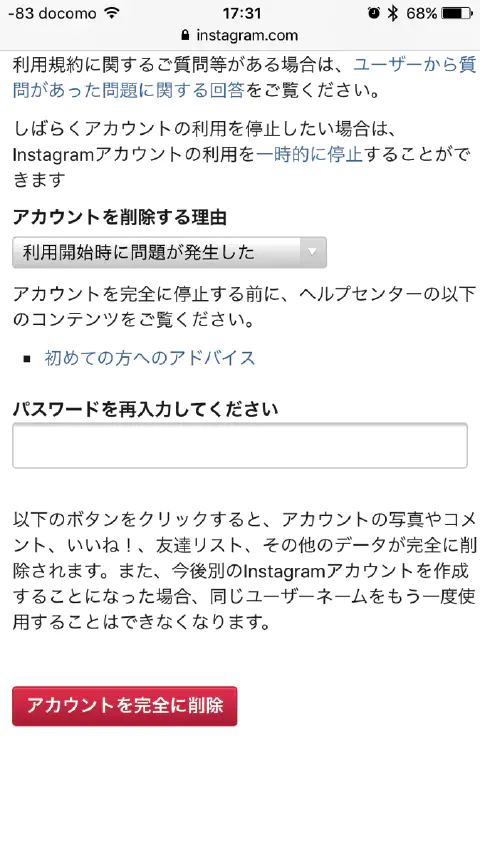 -83 docomo 17:31 68%
instagram.com
利用規約に関するご質問等がある場合は、ユーザーから質
問があった問題に関する回答をご覧ください。
しばらくアカウントの利用を停止したい場合は、
Instagramアカウントの利用を一時的に停止することがで
きます
アカウントを削除する理由
利用開始時に問題が発生した
アカウントを完全に停止する前に、ヘルプセンターの以下
のコンテンツをご覧ください。
初めての方へのアドバイス
パスワードを再入力してください
以下のボタンをクリックすると、アカウントの写真やコメ
ント、いいね！、友達リスト、その他のデータが完全に削
除されます。また、今後別のInstagramアカウントを作成
することになった場合、同じユーザーネームをもう一度使
用することはできなくなります。
アカウントを完全に削除